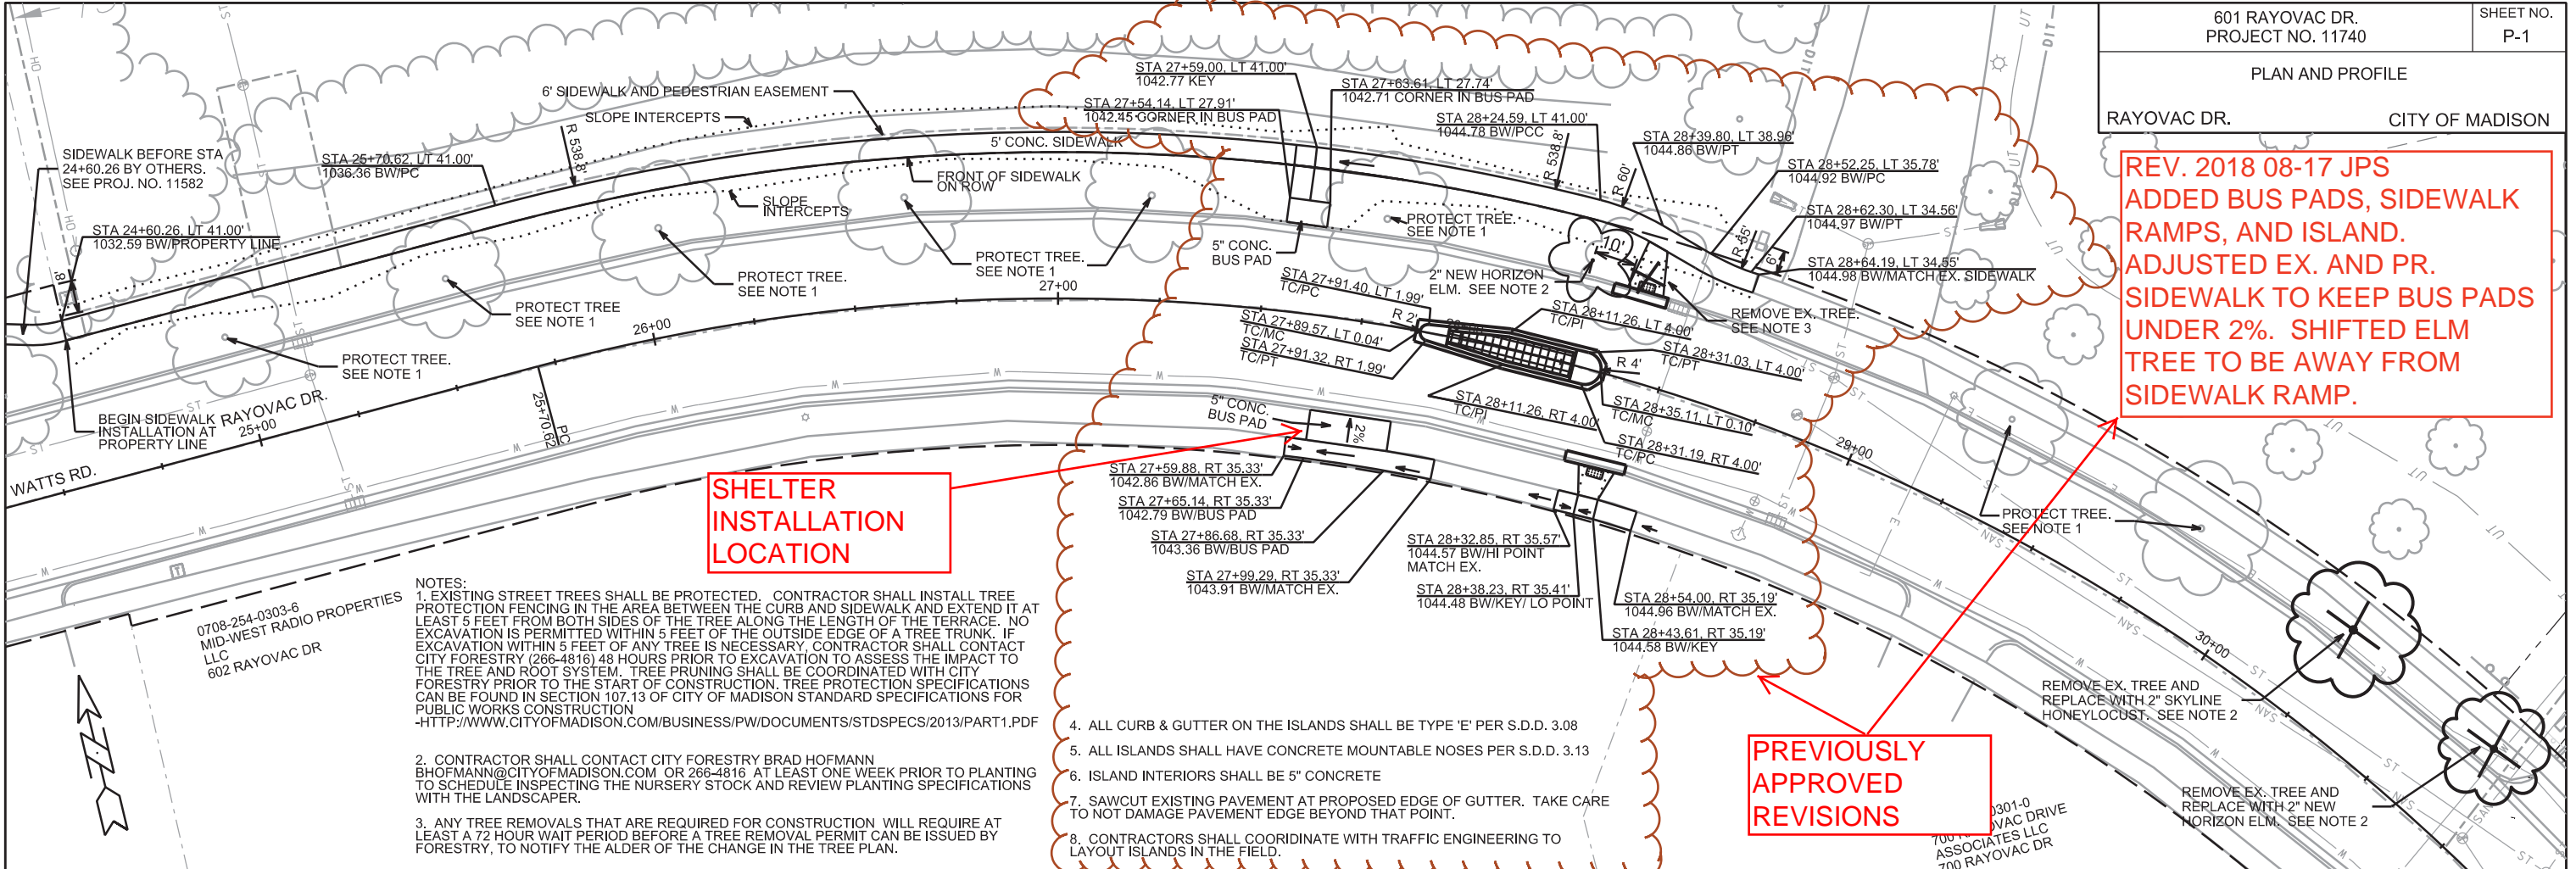 601 RAYOVAC DR.
PROJECT NO. 11740
SHEET NO.
P-1
PLAN AND PROFILE
RAYOVAC DR.
CITY OF MADISON
REV. 2018 08-17 JPS
ADDED BUS PADS, SIDEWALK
RAMPS, AND ISLAND.
ADJUSTED EX. AND PR.
SIDEWALK TO KEEP BUS PADS
UNDER 2%. SHIFTED ELM
TREE TO BE AWAY FROM
SIDEWALK RAMP.
6' SIDEWALK AND PEDESTRIAN EASEMENT
SLOPE INTERCEPTS
SIDEWALK BEFORE STA
24+60.26 BY OTHERS.
SEE PROJ. NO. 11582
STA 25+70.62, LT 41.00'
1036.36 BW/PC
STA 24+60.26, LT 41.00'
1032.59 BW/PROPERTY LINE
R 538.8'
5' CONC. SIDEWALK
FRONT OF SIDEWALK
ON ROW
SLOPE
INTERCEPTS
STA 27+59.00, LT 41.00'
1042.77 KEY
STA 27+54.14, LT 27.91'
1042.45 CORNER IN BUS PAD
STA 27+63.61, LT 27.74'
1042.71 CORNER IN BUS PAD
STA 28+24.59, LT 41.00'
1044.78 BW/PCC
STA 28+39.80, LT 38.96'
1044.86 BW/PT
STA 28+52.25, LT 35.78'
1044.92 BW/PC
STA 28+62.30, LT 34.56'
1044.97 BW/PT
STA 28+64.19, LT 34.55'
1044.98 BW/MATCH EX. SIDEWALK
R 538.8'
R 60'
R 55'
6'
10'
PROTECT TREE.
SEE NOTE 1
5" CONC.
BUS PAD
2" NEW HORIZON
ELM. SEE NOTE 2
REMOVE EX. TREE.
SEE NOTE 3
PROTECT TREE.
SEE NOTE 1
PROTECT TREE.
SEE NOTE 1
PROTECT TREE
SEE NOTE 1
PROTECT TREE.
SEE NOTE 1
STA 27+91.40, LT 1.99'
TC/PC
R 2'
STA 27+89.57, LT 0.04'
TC/MC
STA 27+91.32, RT 1.99'
TC/PT
STA 28+11.26, LT 4.00'
TC/PI
STA 28+31.03, LT 4.00'
TC/PT
R 4'
STA 28+11.26, RT 4.00'
TC/PI
STA 28+35.11, LT 0.10'
TC/MC
STA 28+31.19, RT 4.00'
TC/PC
27+00
26+00
25+00
29+00
30+00
25+70.62
PC
BEGIN SIDEWALK
INSTALLATION AT
PROPERTY LINE
RAYOVAC DR.
WATTS RD.
5" CONC.
BUS PAD
2%
SHELTER
INSTALLATION
LOCATION
STA 27+59.88, RT 35.33'
1042.86 BW/MATCH EX.
STA 27+65.14, RT 35.33'
1042.79 BW/BUS PAD
STA 27+86.68, RT 35.33'
1043.36 BW/BUS PAD
STA 27+99.29, RT 35.33'
1043.91 BW/MATCH EX.
STA 28+32.85, RT 35.57'
1044.57 BW/HI POINT
MATCH EX.
STA 28+38.23, RT 35.41'
1044.48 BW/KEY/ LO POINT
STA 28+54.00, RT 35.19'
1044.96 BW/MATCH EX.
STA 28+43.61, RT 35.19'
1044.58 BW/KEY
PROTECT TREE.
SEE NOTE 1
REMOVE EX. TREE AND
REPLACE WITH 2" SKYLINE
HONEYLOCUST. SEE NOTE 2
REMOVE EX. TREE AND
REPLACE WITH 2" NEW
HORIZON ELM. SEE NOTE 2
PREVIOUSLY
APPROVED
REVISIONS
0708-254-0303-6
MID-WEST RADIO PROPERTIES
LLC
602 RAYOVAC DR
NOTES:
1. EXISTING STREET TREES SHALL BE PROTECTED. CONTRACTOR SHALL INSTALL TREE
PROTECTION FENCING IN THE AREA BETWEEN THE CURB AND SIDEWALK AND EXTEND IT AT
LEAST 5 FEET FROM BOTH SIDES OF THE TREE ALONG THE LENGTH OF THE TERRACE. NO
EXCAVATION IS PERMITTED WITHIN 5 FEET OF THE OUTSIDE EDGE OF A TREE TRUNK. IF
EXCAVATION WITHIN 5 FEET OF ANY TREE IS NECESSARY, CONTRACTOR SHALL CONTACT
CITY FORESTRY (266-4816) 48 HOURS PRIOR TO EXCAVATION TO ASSESS THE IMPACT TO
THE TREE AND ROOT SYSTEM. TREE PRUNING SHALL BE COORDINATED WITH CITY
FORESTRY PRIOR TO THE START OF CONSTRUCTION. TREE PROTECTION SPECIFICATIONS
CAN BE FOUND IN SECTION 107.13 OF CITY OF MADISON STANDARD SPECIFICATIONS FOR
PUBLIC WORKS CONSTRUCTION
-HTTP://WWW.CITYOFMADISON.COM/BUSINESS/PW/DOCUMENTS/STDSPECS/2013/PART1.PDF
2. CONTRACTOR SHALL CONTACT CITY FORESTRY BRAD HOFMANN
BHOFMANN@CITYOFMADISON.COM OR 266-4816 AT LEAST ONE WEEK PRIOR TO PLANTING
TO SCHEDULE INSPECTING THE NURSERY STOCK AND REVIEW PLANTING SPECIFICATIONS
WITH THE LANDSCAPER.
3. ANY TREE REMOVALS THAT ARE REQUIRED FOR CONSTRUCTION WILL REQUIRE AT
LEAST A 72 HOUR WAIT PERIOD BEFORE A TREE REMOVAL PERMIT CAN BE ISSUED BY
FORESTRY, TO NOTIFY THE ALDER OF THE CHANGE IN THE TREE PLAN.
4. ALL CURB & GUTTER ON THE ISLANDS SHALL BE TYPE 'E' PER S.D.D. 3.08
5. ALL ISLANDS SHALL HAVE CONCRETE MOUNTABLE NOSES PER S.D.D. 3.13
6. ISLAND INTERIORS SHALL BE 5" CONCRETE
7. SAWCUT EXISTING PAVEMENT AT PROPOSED EDGE OF GUTTER. TAKE CARE
TO NOT DAMAGE PAVEMENT EDGE BEYOND THAT POINT.
8. CONTRACTORS SHALL COORIDINATE WITH TRAFFIC ENGINEERING TO
LAYOUT ISLANDS IN THE FIELD.
0301-0
DRIVE
ASSOCIATES LLC
700 RAYOVAC DR